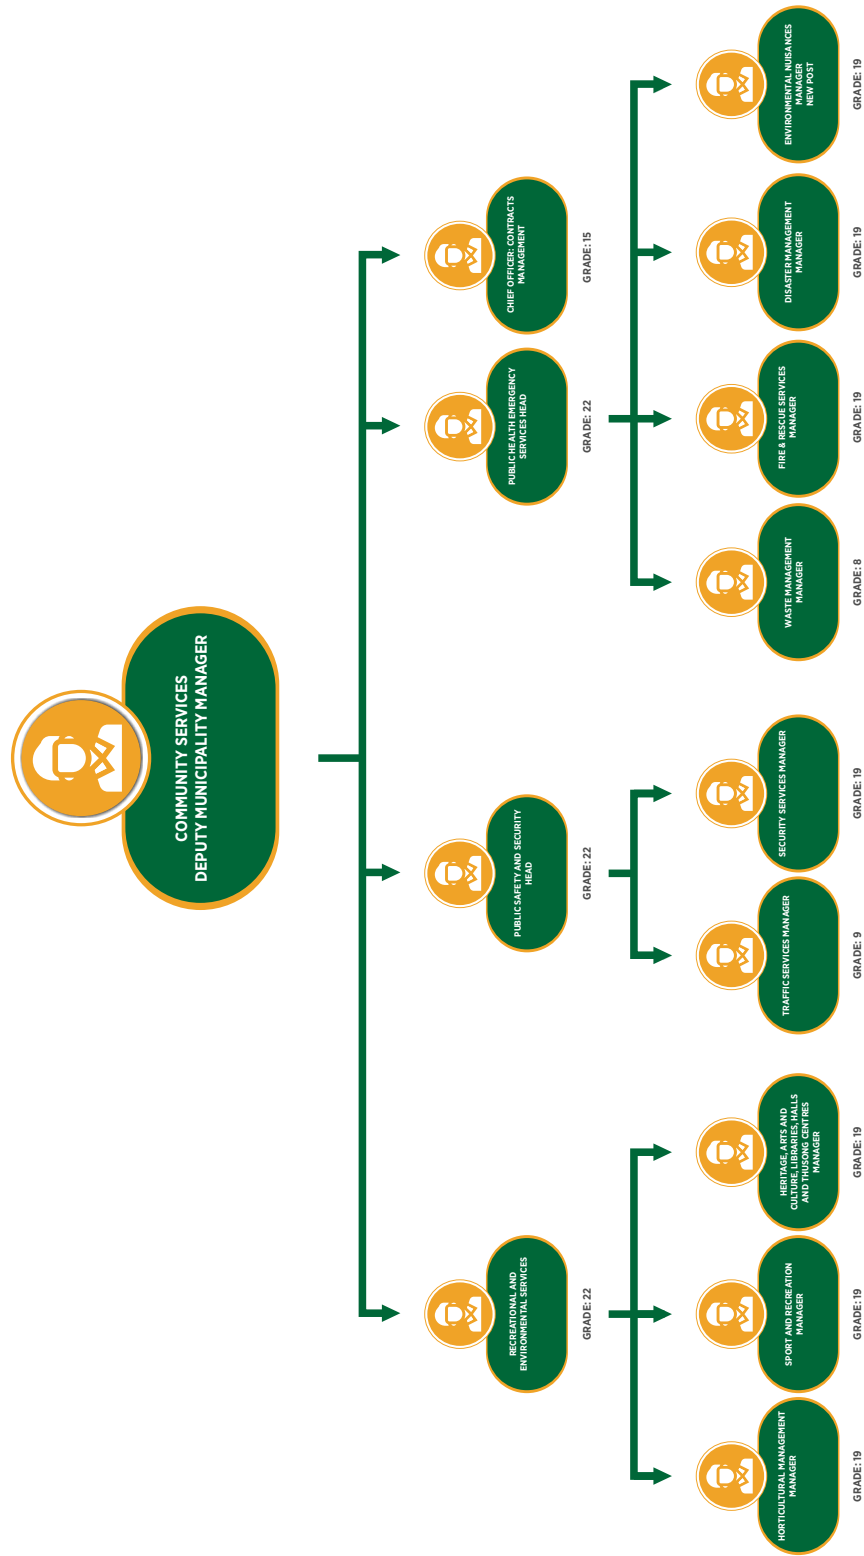 COMMUNITY SERVICES
DEPUTY MUNICIPALITY MANAGER
RECREATIONAL AND
ENVIRONMENTAL SERVICES
GRADE: 22
PUBLIC SAFETY AND SECURITY
HEAD
GRADE: 22
PUBLIC HEALTH EMERGENCY
SERVICES HEAD
GRADE: 22
CHIEF OFFICER: CONTRACTS
MANAGEMENT
GRADE: 15
HORTICULTURAL MANAGEMENT
MANAGER
GRADE: 19
SPORT AND RECREATION
MANAGER
GRADE: 19
HERITAGE, ARTS AND
CULTURE, LIBRARIES, HALLS
AND THUSONG CENTRES
MANAGER
GRADE: 19
TRAFFIC SERVICES MANAGER
GRADE: 9
SECURITY SERVICES MANAGER
GRADE: 19
WASTE MANAGEMENT
MANAGER
GRADE: 8
FIRE & RESCUE SERVICES
MANAGER
GRADE: 19
DISASTER MANAGEMENT
MANAGER
GRADE: 19
ENVIRONMENTAL NUISANCES
MANAGER
NEW POST
GRADE: 19